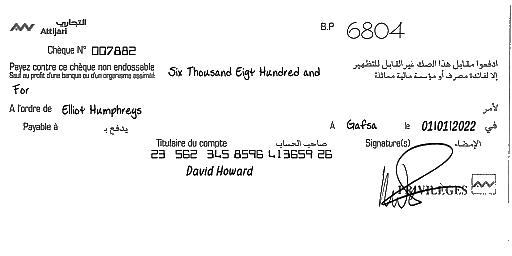 التجاري
Attijari
B.P 6804
Chèque N° 007882
Payez contre ce chèque non endossable
Sauf au profit d'une banque ou d'un organisme assimilé
Six Thousand Eigt Hundred and
ادفعوا مقابل هذا الصك غير القابل للتظهير
إلا لفائدة مصرف أو مؤسسة مالية مماثلة
For
A l'ordre de Elliot Humphreys لأمر
Payable à يدفع بـ A Gafsa le 01/01/2022 في
Titulaire du compte صاحب الحساب Signature(s) الإمضاء
23 562 345 8596 413659 26
David Howard
PRIVILÈGES